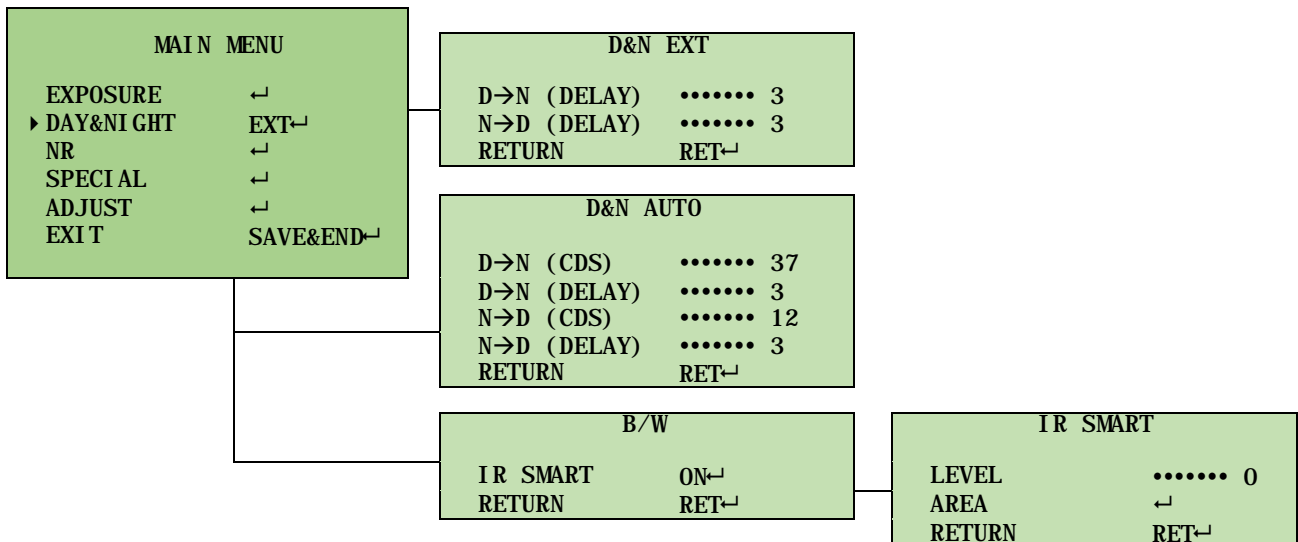 MAIN MENU
EXPOSURE ↵
DAY&NIGHT EXT↵
NR ↵
SPECIAL ↵
ADJUST ↵
EXIT SAVE&END↵
D&N EXT
D→N (DELAY) ••••••• 3
N→D (DELAY) ••••••• 3
RETURN RET↵
D&N AUTO
D→N (CDS) ••••••• 37
D→N (DELAY) ••••••• 3
N→D (CDS) ••••••• 12
N→D (DELAY) ••••••• 3
RETURN RET↵
B/W
IR SMART ON↵
RETURN RET↵
IR SMART
LEVEL ••••••• 0
AREA ↵
RETURN RET↵